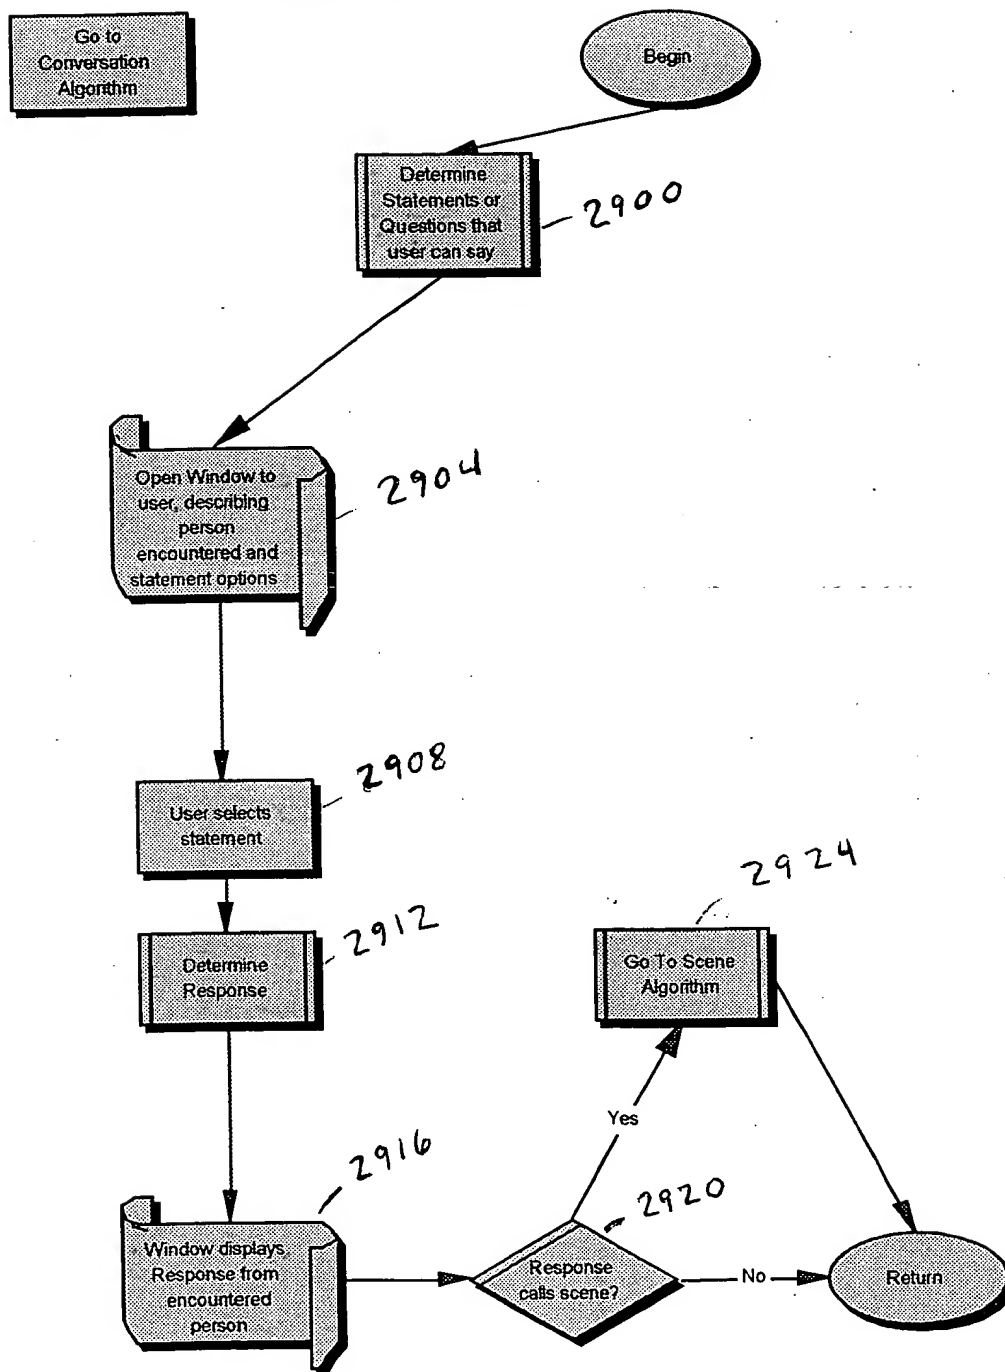 Go to
Conversation
Algorithm
Begin
Determine
Statements or
Questions that
user can say
2900
Open Window to
user, describing
person
encountered and
statement options
2904
User selects
statement
2908
Determine
Response
2912
Go To Scene
Algorithm
2924
Yes
Window displays
Response from
encountered
person
2916
Response
calls scene?
2920
No
Return